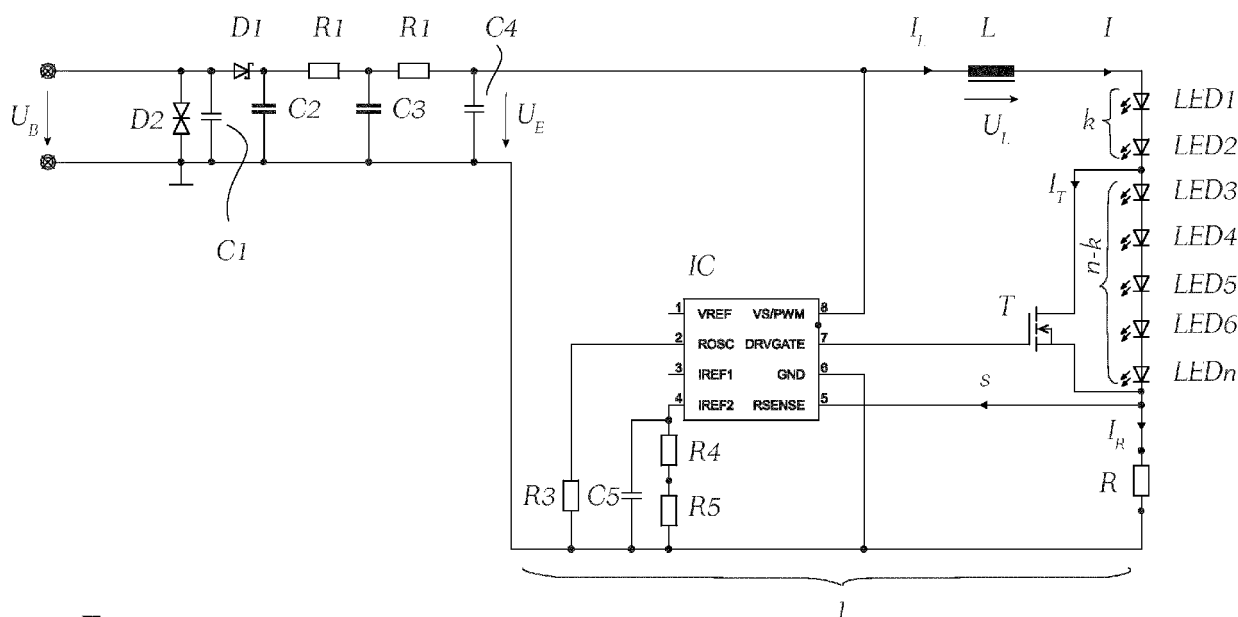 D1 R1 R1 C4
I_L L I
U_B D2 C2 C3 U_E
U_L
k
LED1
LED2
C1
I_T
LED3
LED4
n-k
LED5
LED6
LEDn
IC
1 VREF VS/PWM 8
2 ROSC DRVGATE 7
3 IREF1 GND 6
4 IREF2 RSENSE 5
T
s
I_R
R3 C5 R4
R5
R